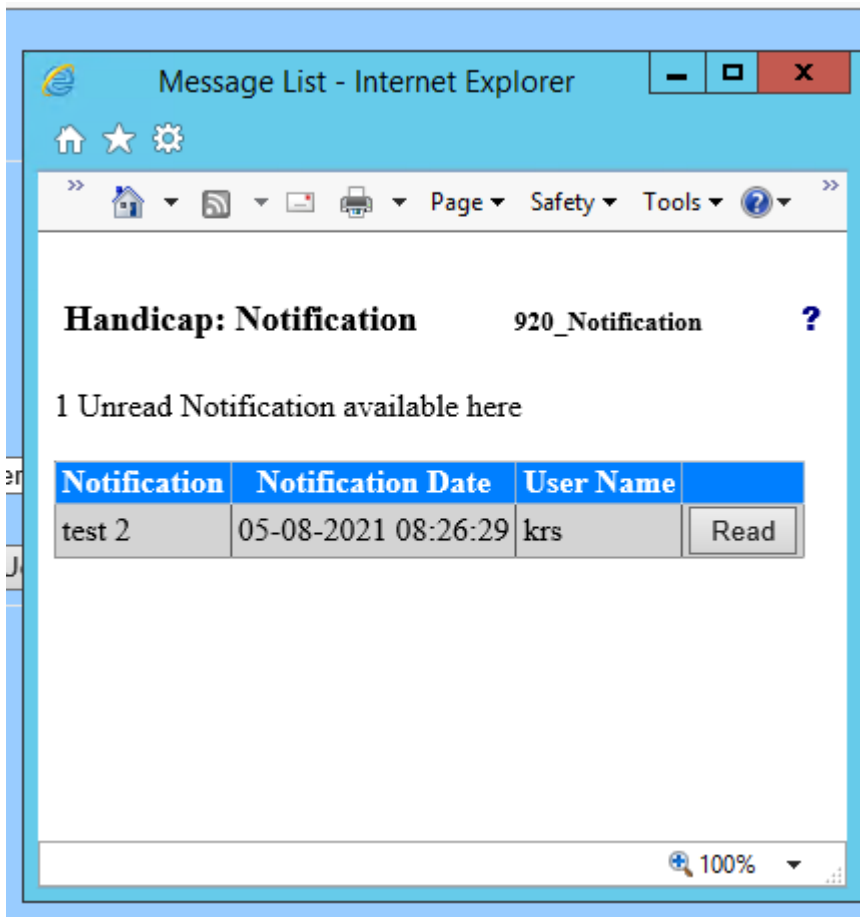 Message List - Internet Explorer
Page Safety Tools
Handicap: Notification 920_Notification ?
1 Unread Notification available here
Notification Notification Date User Name
test 2 05-08-2021 08:26:29 krs Read
100%